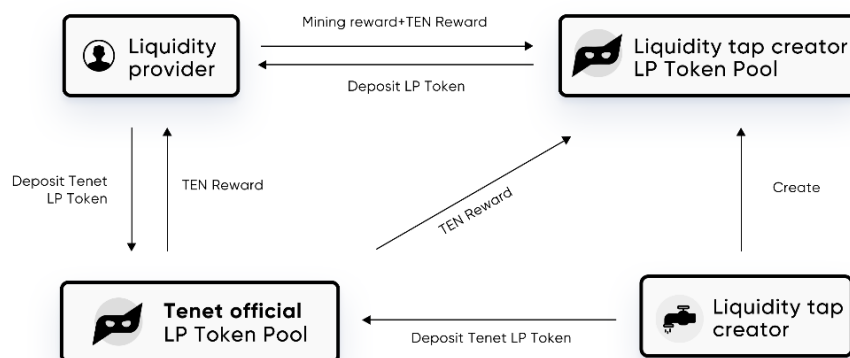 Mining reward+TEN Reward
Liquidity
provider
Liquidity tap creator
LP Token Pool
Deposit LP Token
Deposit Tenet
LP Token
TEN Reward
TEN Reward
Create
Tenet official
LP Token Pool
Deposit Tenet LP Token
Liquidity tap
creator